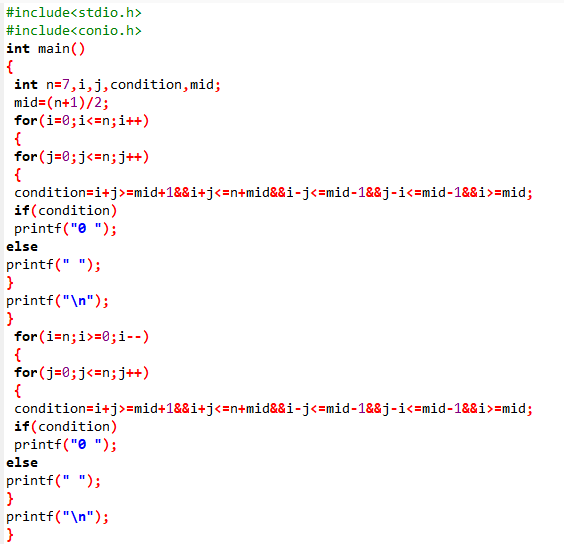 #include<stdio.h>
#include<conio.h>
int main()
{
int n=7,i,j,condition,mid;
mid=(n+1)/2;
for(i=0;i<=n;i++)
{
for(j=0;j<=n;j++)
{
condition=i+j>=mid+1&&i+j<=n+mid&&i-j<=mid-1&&j-i<=mid-1&&i>=mid;
if(condition)
printf("0 ");
else
printf(" ");
}
printf("\n");
}
for(i=n;i>=0;i--)
{
for(j=0;j<=n;j++)
{
condition=i+j>=mid+1&&i+j<=n+mid&&i-j<=mid-1&&j-i<=mid-1&&i>=mid;
if(condition)
printf("0 ");
else
printf(" ");
}
printf("\n");
}